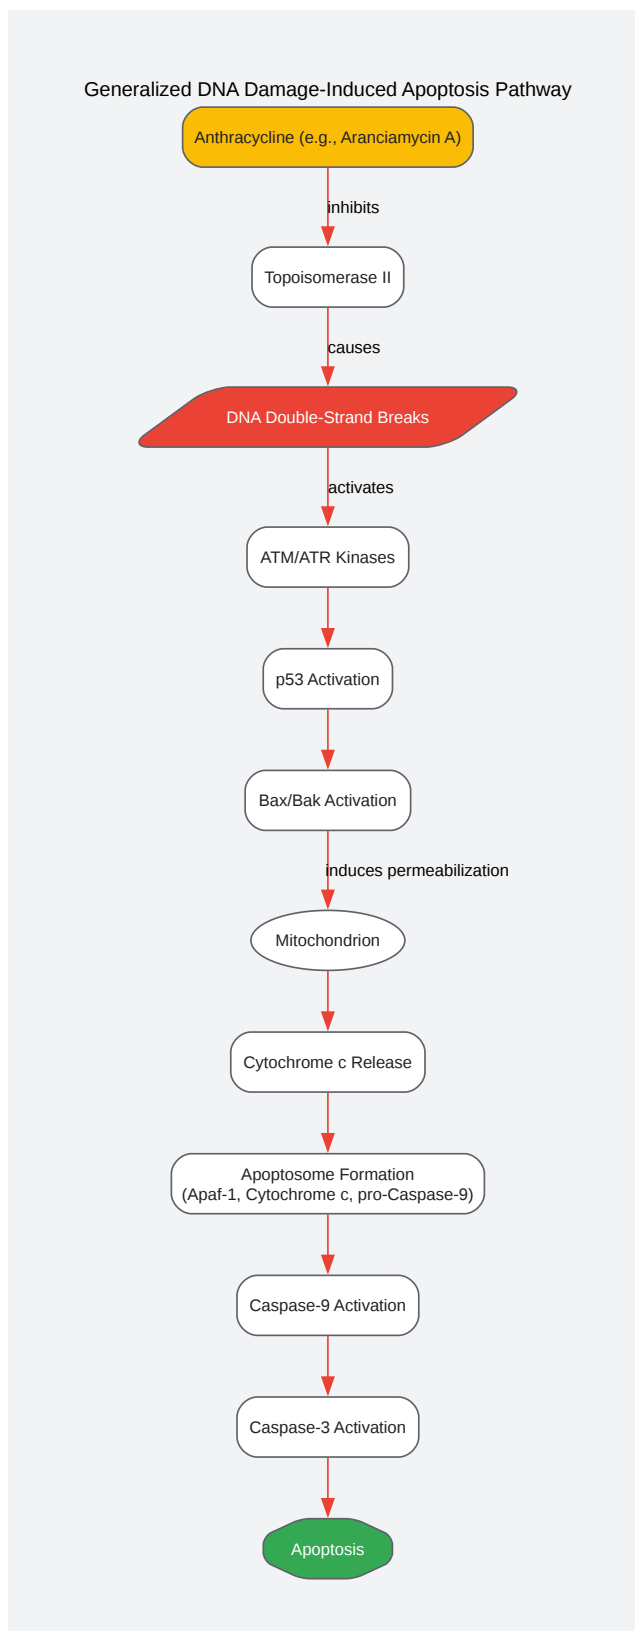 Generalized DNA Damage-Induced Apoptosis Pathway
Anthracycline (e.g., Aranciamycin A)
inhibits
Topoisomerase II
causes
DNA Double-Strand Breaks
activates
ATM/ATR Kinases
p53 Activation
Bax/Bak Activation
induces permeabilization
Mitochondrion
Cytochrome c Release
Apoptosome Formation
(Apaf-1, Cytochrome c, pro-Caspase-9)
Caspase-9 Activation
Caspase-3 Activation
Apoptosis